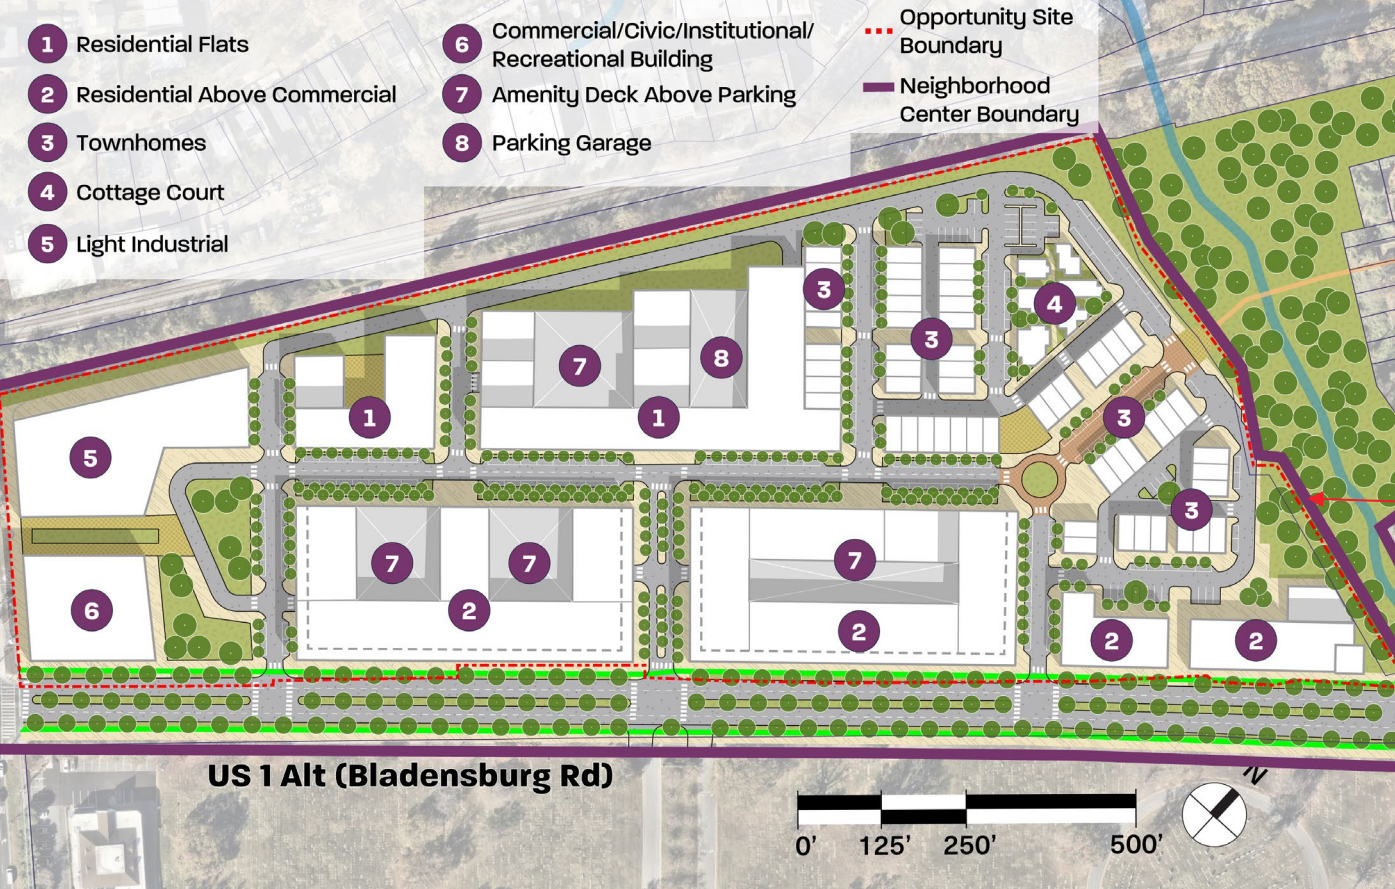 1 Residential Flats
2 Residential Above Commercial
3 Townhomes
4 Cottage Court
5 Light Industrial
6 Commercial/Civic/Institutional/
Recreational Building
7 Amenity Deck Above Parking
8 Parking Garage
Opportunity Site
Boundary
Neighborhood
Center Boundary
3
4
3
7
8
1
1
3
5
3
7
7
7
6
2
2
2
2
US 1 Alt (Bladensburg Rd)
N
0' 125' 250' 500'